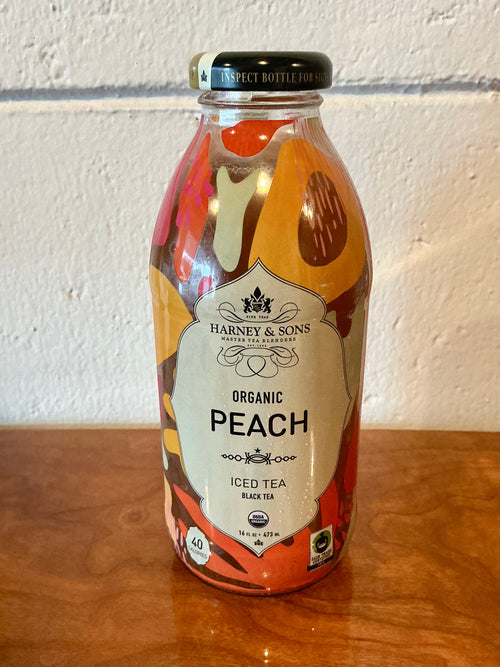 INSPECT BOTTLE FOR
FINE TEAS
HARNEY & SONS
MASTER TEA BLENDERS
ORGANIC
PEACH
ICED TEA
BLACK TEA
USDA
ORGANIC
16 FL OZ • 473 mL
40
CALORIES